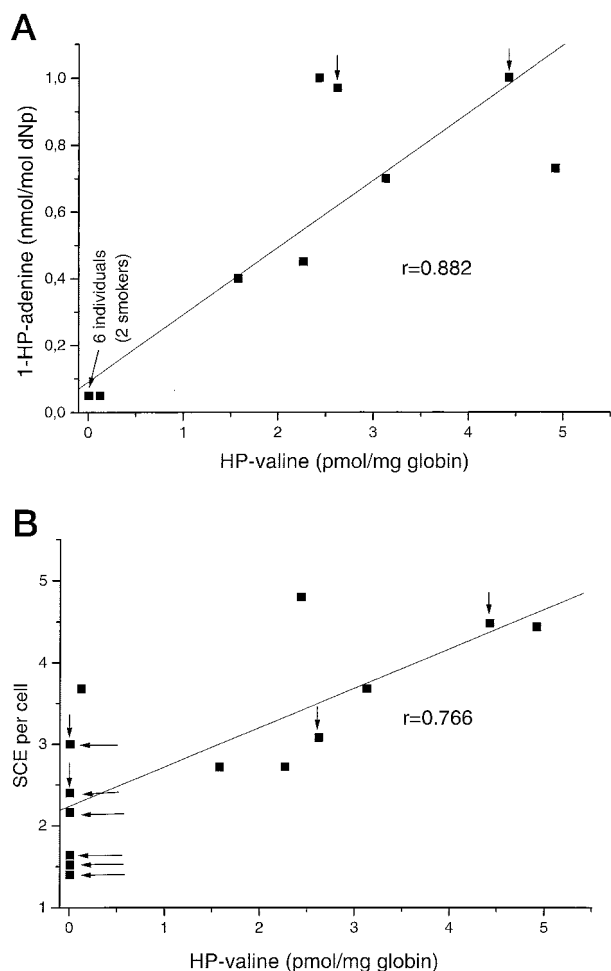 A
1-HP-adenine (nmol/mol dNp)
1,0
0,8
0,6
0,4
0,2
0,0
6 individuals
(2 smokers)
r=0.882
0 1 2 3 4 5
HP-valine (pmol/mg globin)
B
SCE per cell
5
4
3
2
1
r=0.766
0 1 2 3 4 5
HP-valine (pmol/mg globin)